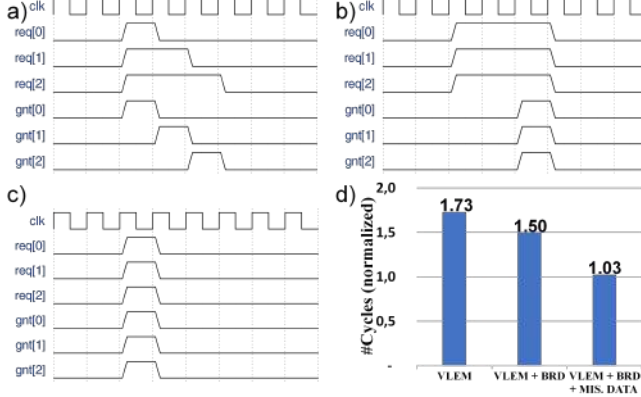 a)
clk
req[0]
req[1]
req[2]
gnt[0]
gnt[1]
gnt[2]
b)
clk
req[0]
req[1]
req[2]
gnt[0]
gnt[1]
gnt[2]
c)
clk
req[0]
req[1]
req[2]
gnt[0]
gnt[1]
gnt[2]
d)
#Cycles (normalized)
2,0
1,5
1,0
0,5
-
1.73
1.50
1.03
VLEM
VLEM + BRD
VLEM + BRD
+ MIS. DATA